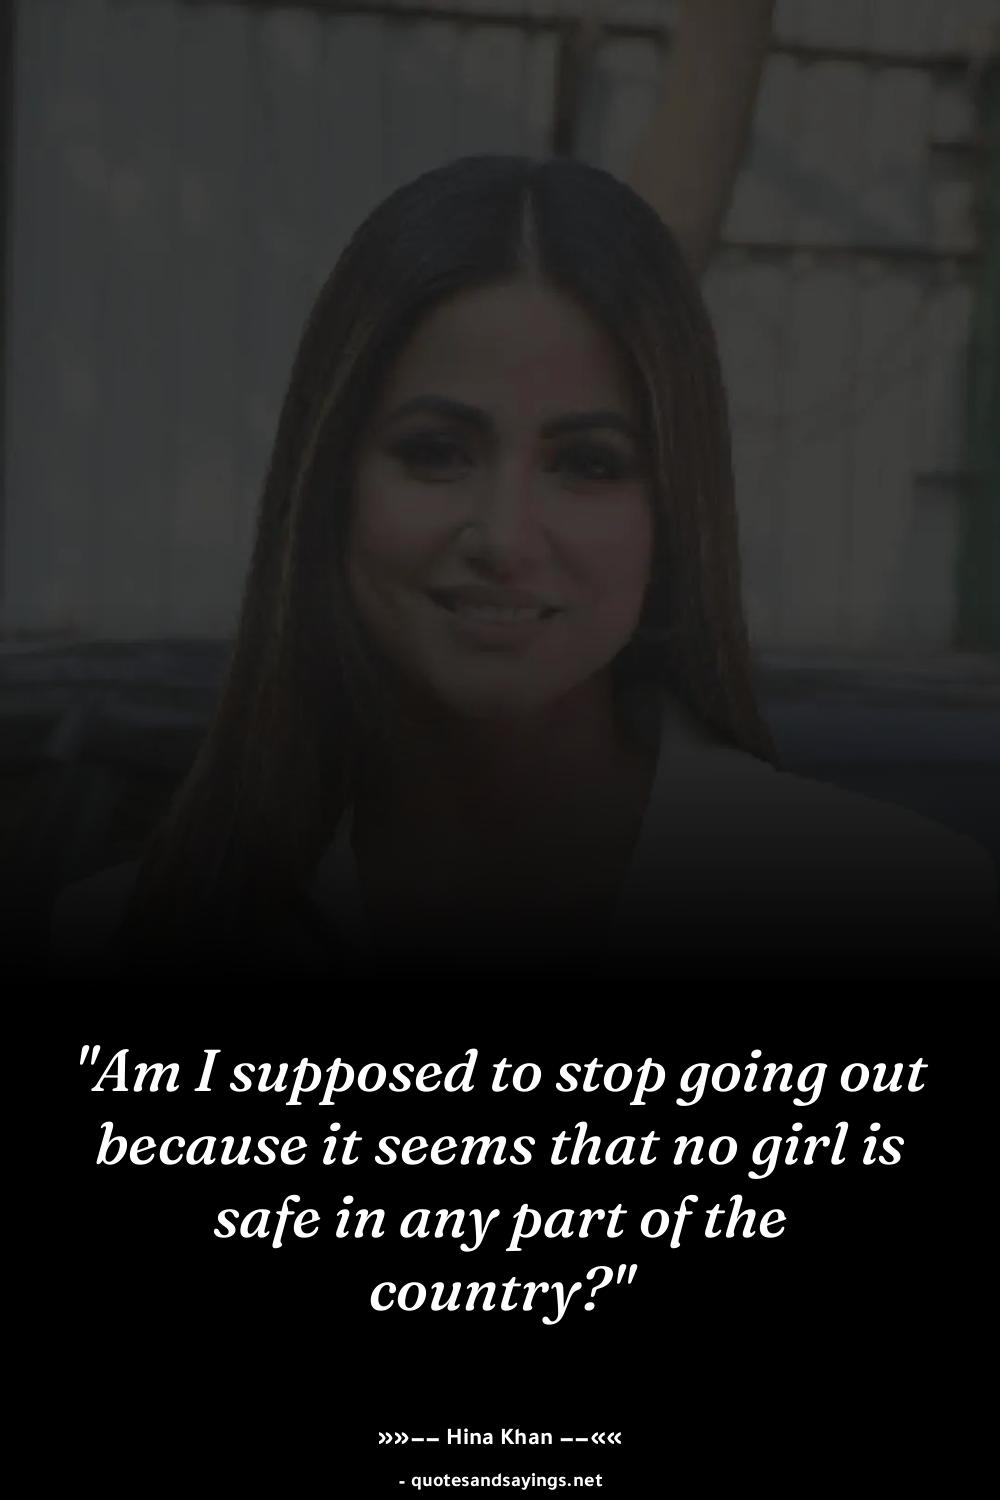 "Am I supposed to stop going out
because it seems that no girl is
safe in any part of the
country?"
»»−− Hina Khan −−««
- quotesandsayings.net